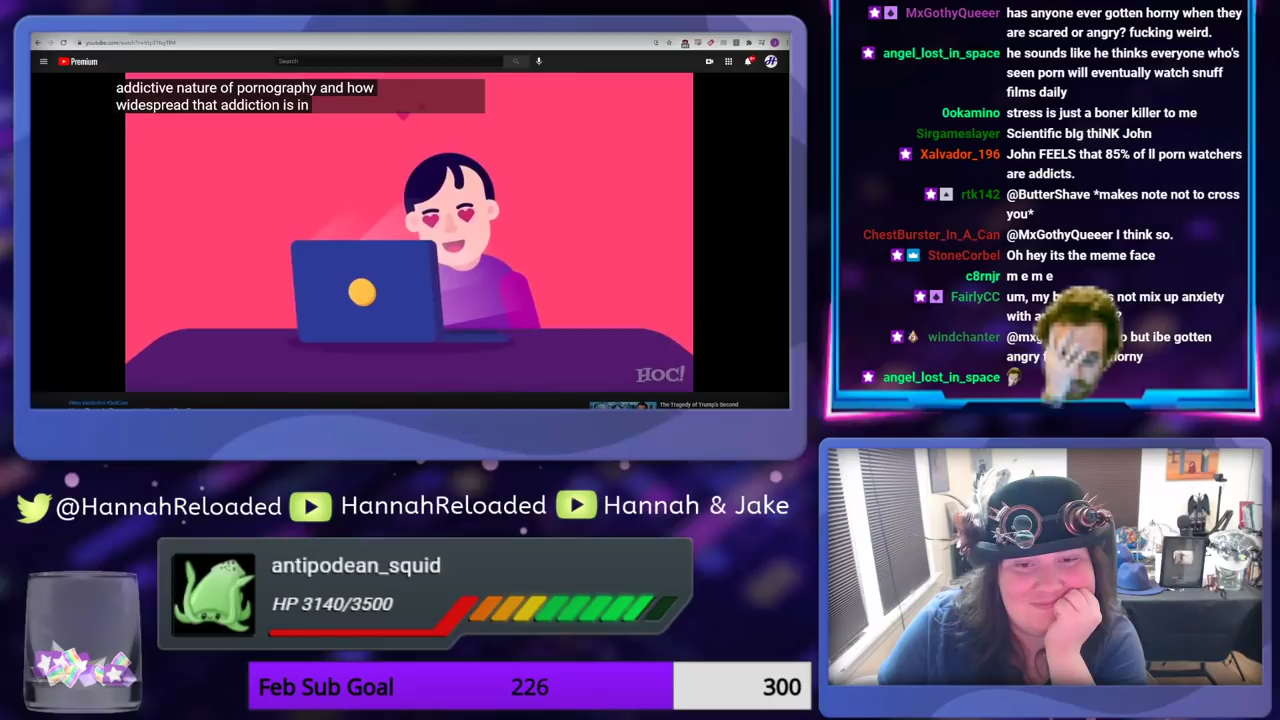 youtube.com/watch?
Premium
Search
addictive nature of pornography and how
widespread that addiction is in
HOC!
The Tragedy of Trump's Second
MxGothyQueeer has anyone ever gotten horny when they
are scared or angry? fucking weird.
angel_lost_in_space he sounds like he thinks everyone who's
seen porn will eventually watch snuff
films daily
0okamino stress is just a boner killer to me
Sirgameslayer Scientific bIg thiNK John
Xalvador_196 John FEELS that 85% of ll porn watchers
are addicts.
rtk142 @ButterShave *makes note not to cross
you*
ChestBurster_In_A_Can @MxGothyQueeer I think so.
StoneCorbel Oh hey its the meme face
c8rnjr m e m e
FairlyCC um, my
not mix up anxiety
with
windchanter
but ibe gotten
angry
angel_lost_in_space
@HannahReloaded HannahReloaded Hannah & Jake
antipodean_squid
HP 3140/3500
Feb Sub Goal 226 300